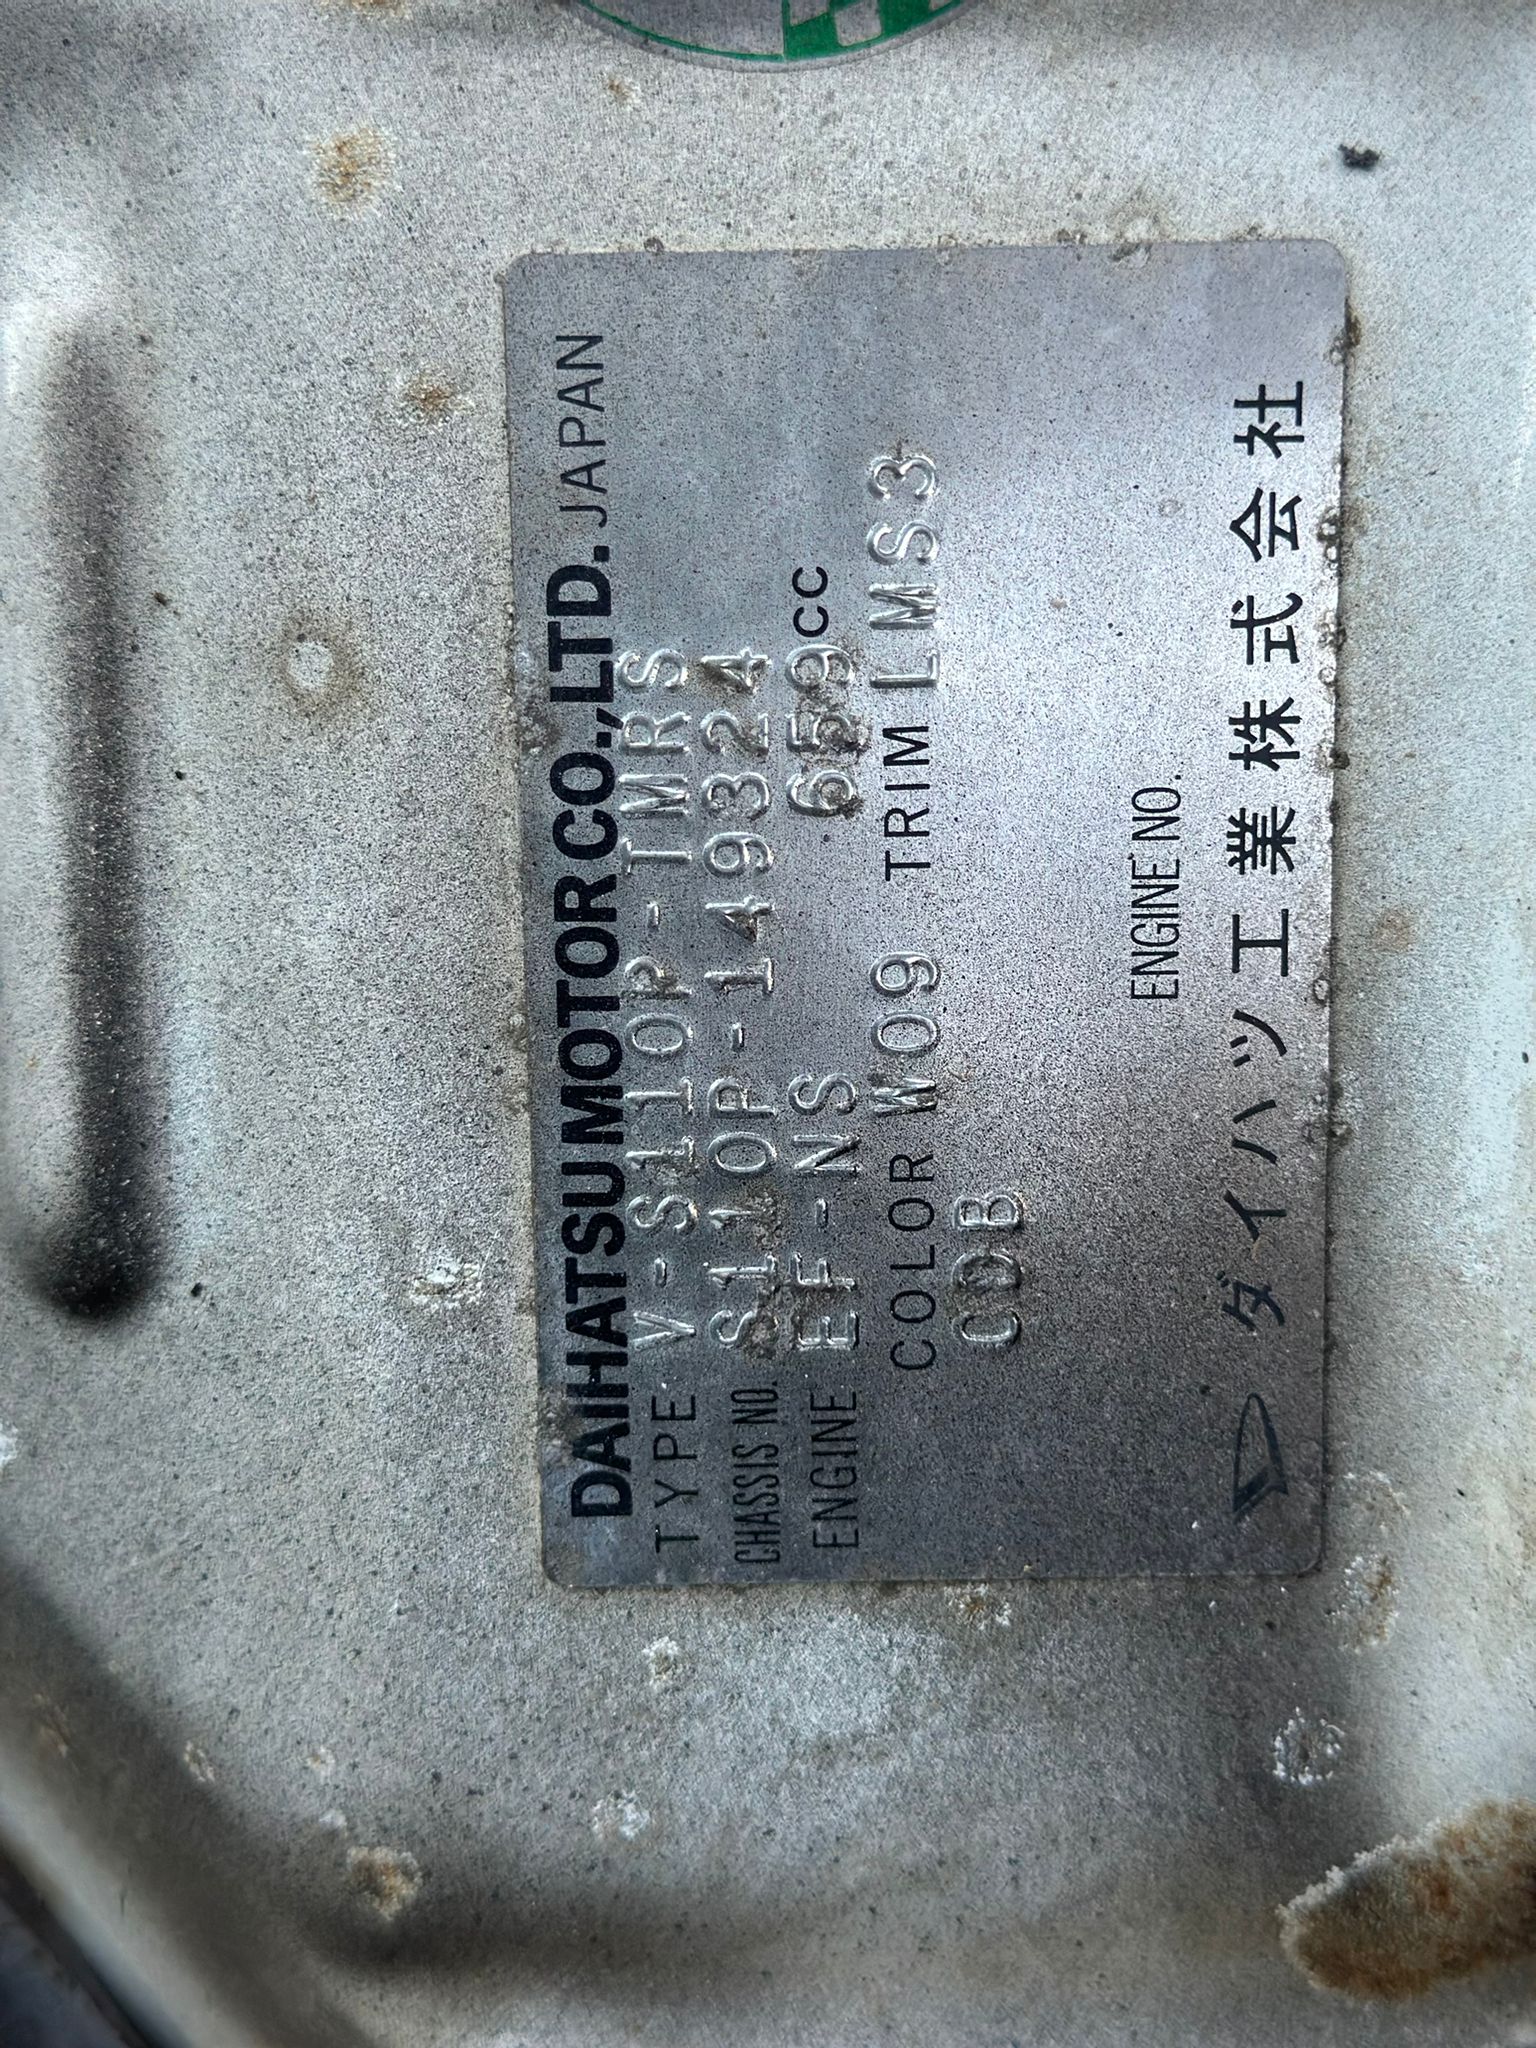 DAIHATSU MOTOR CO.,LTD. JAPAN
TYPE V-S110P-TMRS
CHASSIS NO. S110P-149324
ENGINE EF-NS 659cc
COLOR W09 TRIM LMS3
CDB
ENGINE NO.
ダイハツ工業株式会社